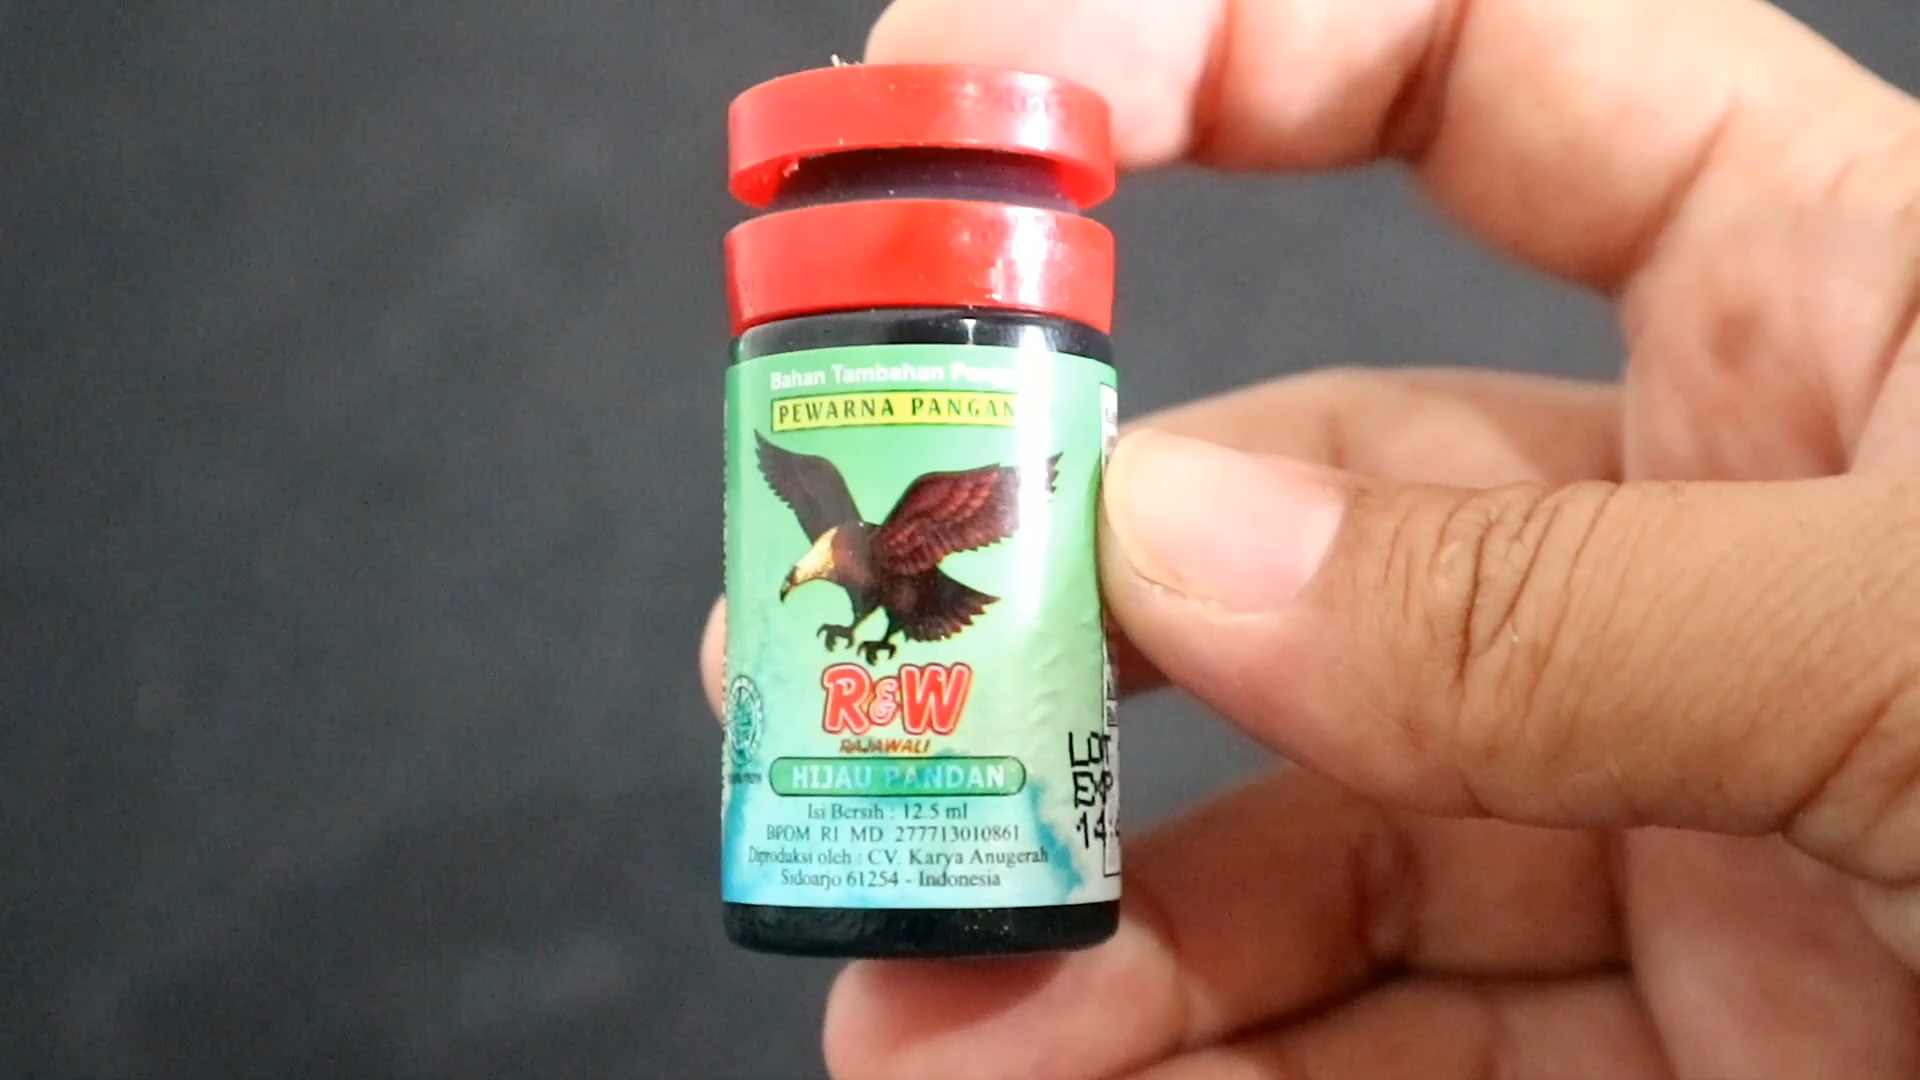 Bahan Tambahan
PEWARNA PANGAN
R&W
RAJAWALI
HIJAU PANDAN
Isi Bersih : 12.5 ml
BPOM RI MD 277713010861
Diproduksi oleh : CV. Karya Anugerah
Sidoarjo 61254 - Indonesia
LOT
EXP
14